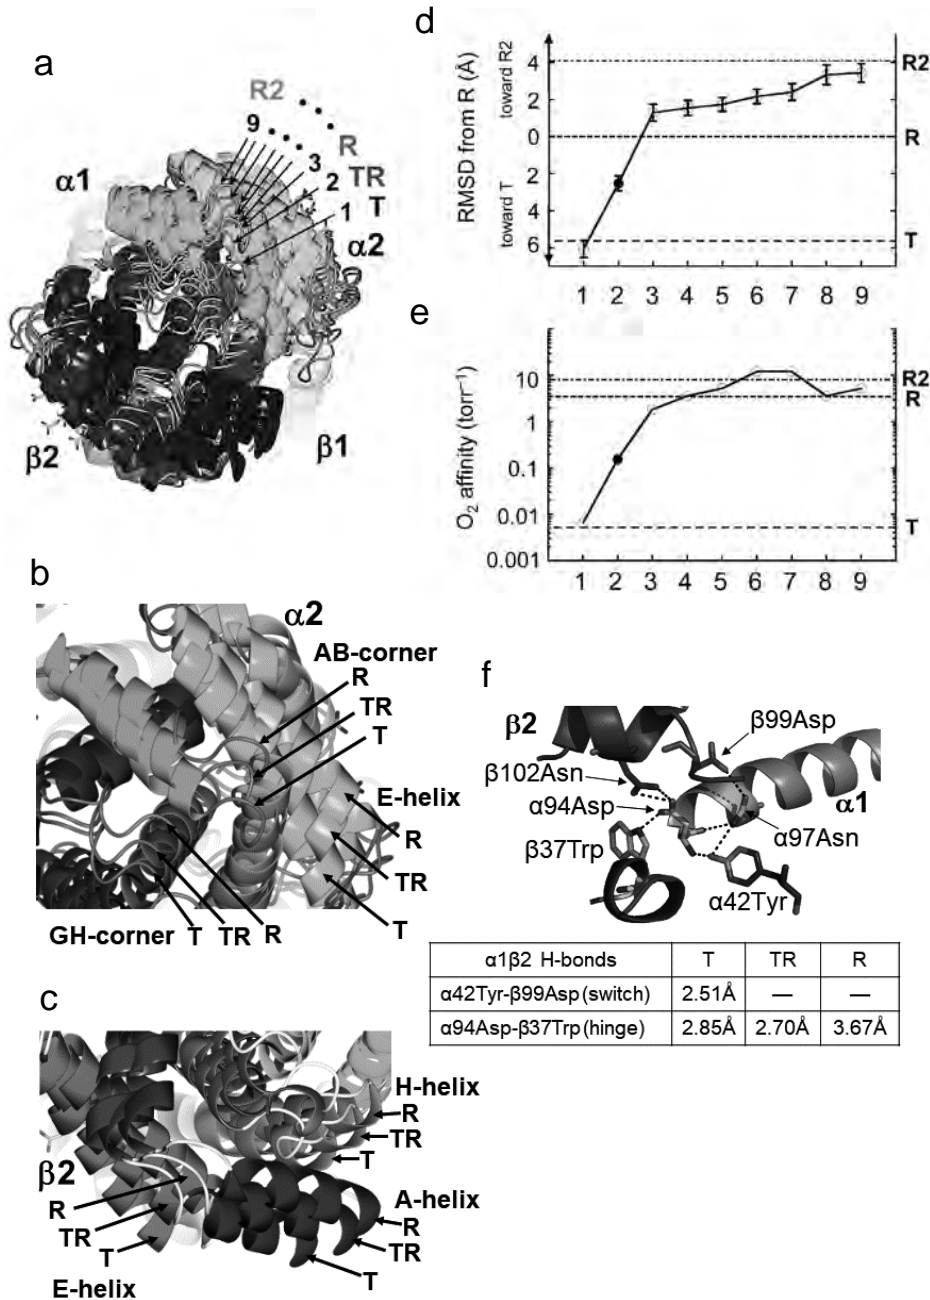 a
R2
9
R
α1
3
TR
2
T
1
α2
β2
β1
b
α2
AB-corner
R
TR
T
E-helix
R
TR
GH-corner T TR R
T
c
H-helix
R
TR
T
β2
A-helix
R
R
TR
TR
T
T
E-helix
d
RMSD from R (Å)
toward T toward R2
4
2
0
2
4
6
R2
R
T
1 2 3 4 5 6 7 8 9
e
O₂ affinity (torr⁻¹)
10
1
0.1
0.01
0.001
R2
R
T
1 2 3 4 5 6 7 8 9
f
β2
β99Asp
β102Asn
α1
α94Asp
α97Asn
β37Trp
α42Tyr
α1β2 H-bonds T TR R
α42Tyr-β99Asp (switch) 2.51Å — —
α94Asp-β37Trp (hinge) 2.85Å 2.70Å 3.67Å